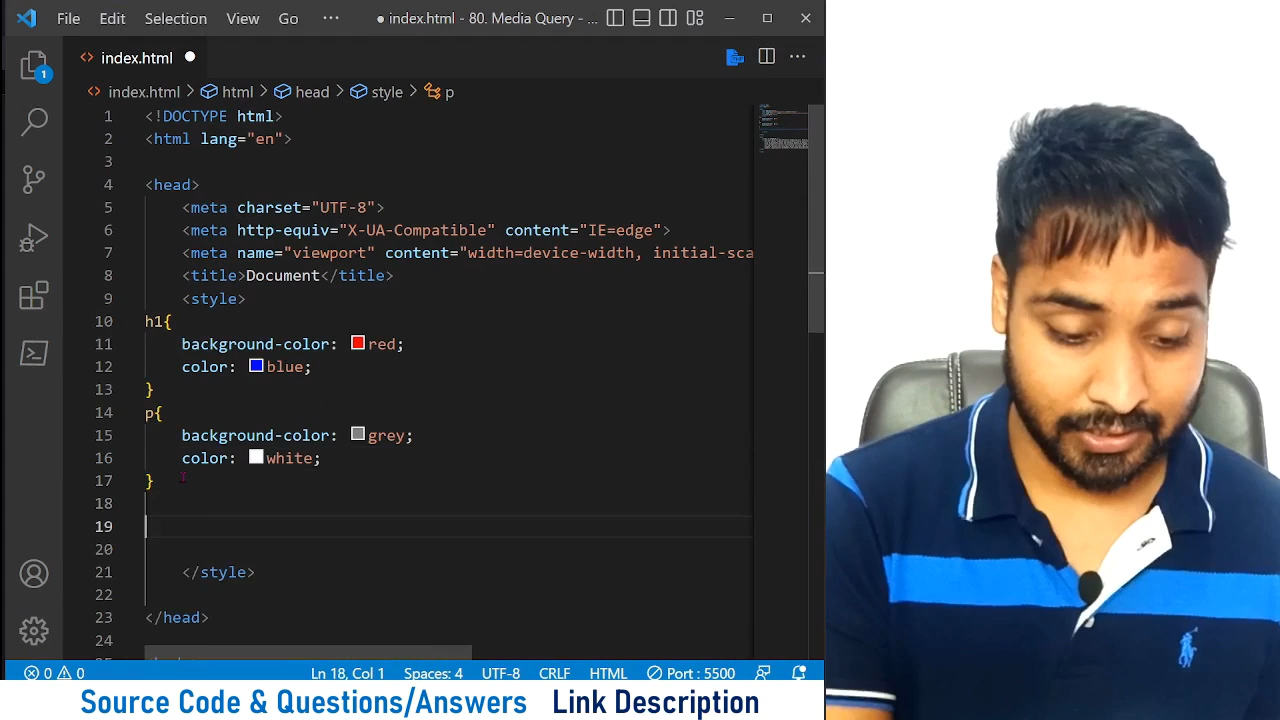 File Edit Selection View Go ··· ● index.html - 80. Media Query - ...
index.html
index.html > html > head > style > p
1 <!DOCTYPE html>
2 <html lang="en">
3
4 <head>
5 <meta charset="UTF-8">
6 <meta http-equiv="X-UA-Compatible" content="IE=edge">
7 <meta name="viewport" content="width=device-width, initial-sca
8 <title>Document</title>
9 <style>
10 h1{
11 background-color: red;
12 color: blue;
13 }
14 p{
15 background-color: grey;
16 color: white;
17 }
18
19
20
21 </style>
22
23 </head>
24
1
0 0 Ln 18, Col 1 Spaces: 4 UTF-8 CRLF HTML Port : 5500
Source Code & Questions/Answers Link Description